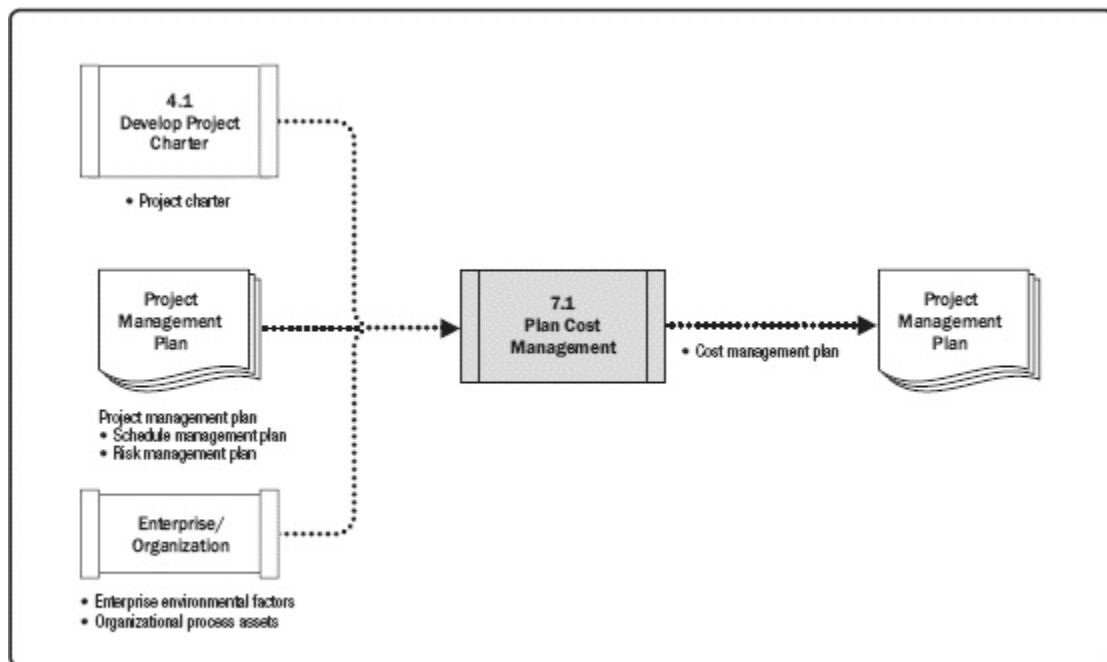 4.1
Develop Project
Charter
• Project charter
Project
Management
Plan
Project management plan
• Schedule management plan
• Risk management plan
Enterprise/
Organization
• Enterprise environmental factors
• Organizational process assets
7.1
Plan Cost
Management
• Cost management plan
Project
Management
Plan